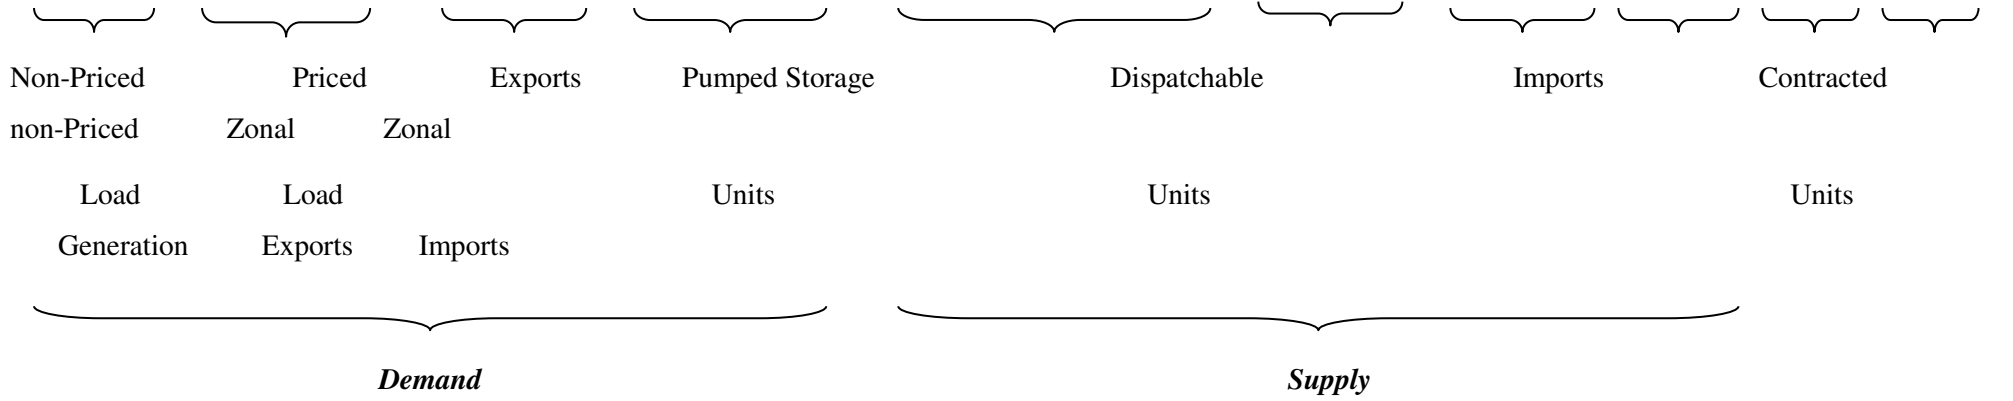 Non-Priced Priced Exports Pumped Storage Dispatchable Imports Contracted
non-Priced Zonal Zonal
Load Load Units Units Units
Generation Exports Imports
Demand Supply